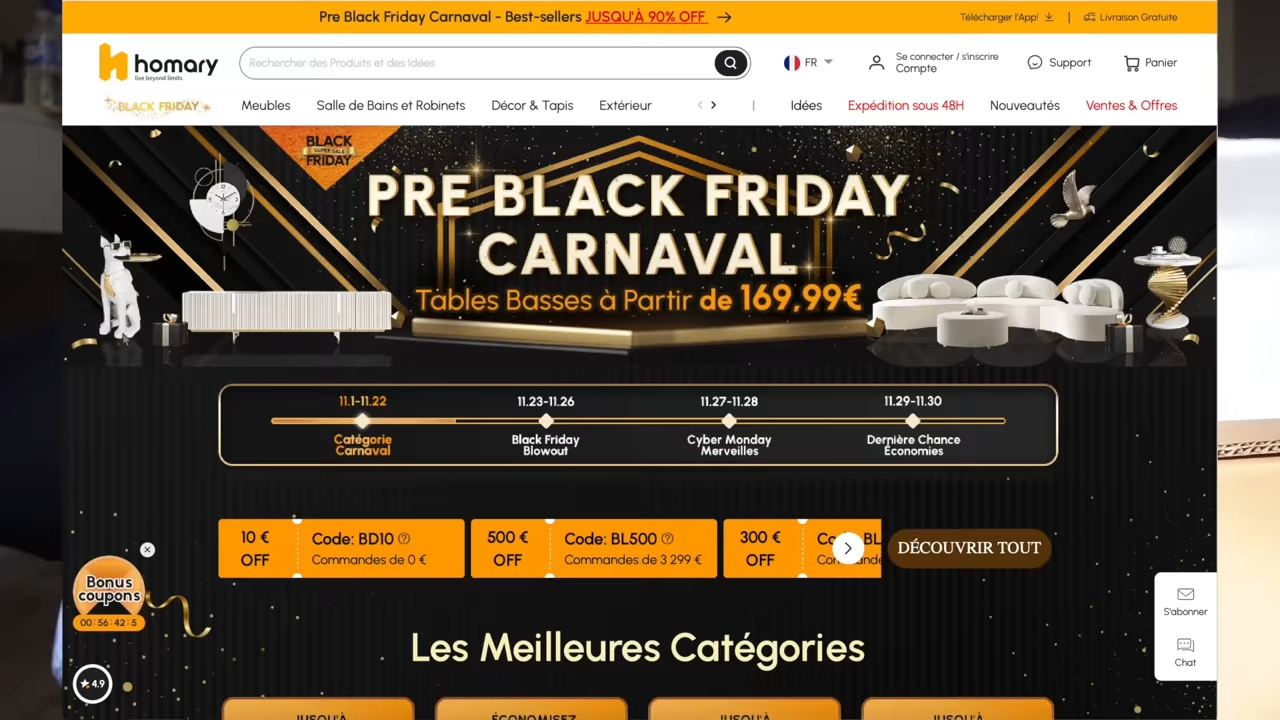 Pre Black Friday Carnaval - Best-sellers JUSQU'À 90% OFF
Télécharger l'App! | Livraison Gratuite
homary
live beyond limits
Rechercher des Produits et des Idées
FR
Se connecter / s'inscrire
Compte
Support
Panier
BLACK FRIDAY
Meubles
Salle de Bains et Robinets
Décor & Tapis
Extérieur
Idées
Expédition sous 48H
Nouveautés
Ventes & Offres
BLACK
SUPER SALE
FRIDAY
PRE BLACK FRIDAY
CARNAVAL
Tables Basses à Partir de 169,99€
11.1-11.22
Catégorie
Carnaval
11.23-11.26
Black Friday
Blowout
11.27-11.28
Cyber Monday
Merveilles
11.29-11.30
Dernière Chance
Économies
10 €
OFF
Code: BD10
Commandes de 0 €
500 €
OFF
Code: BL500
Commandes de 3 299 €
300 €
OFF
DÉCOUVRIR TOUT
Bonus
coupons
00 : 56 : 42 : 5
4.9
S'abonner
Chat
Les Meilleures Catégories
JUSQU'À
ÉCONOMISEZ
JUSQU'À
JUSQU'À